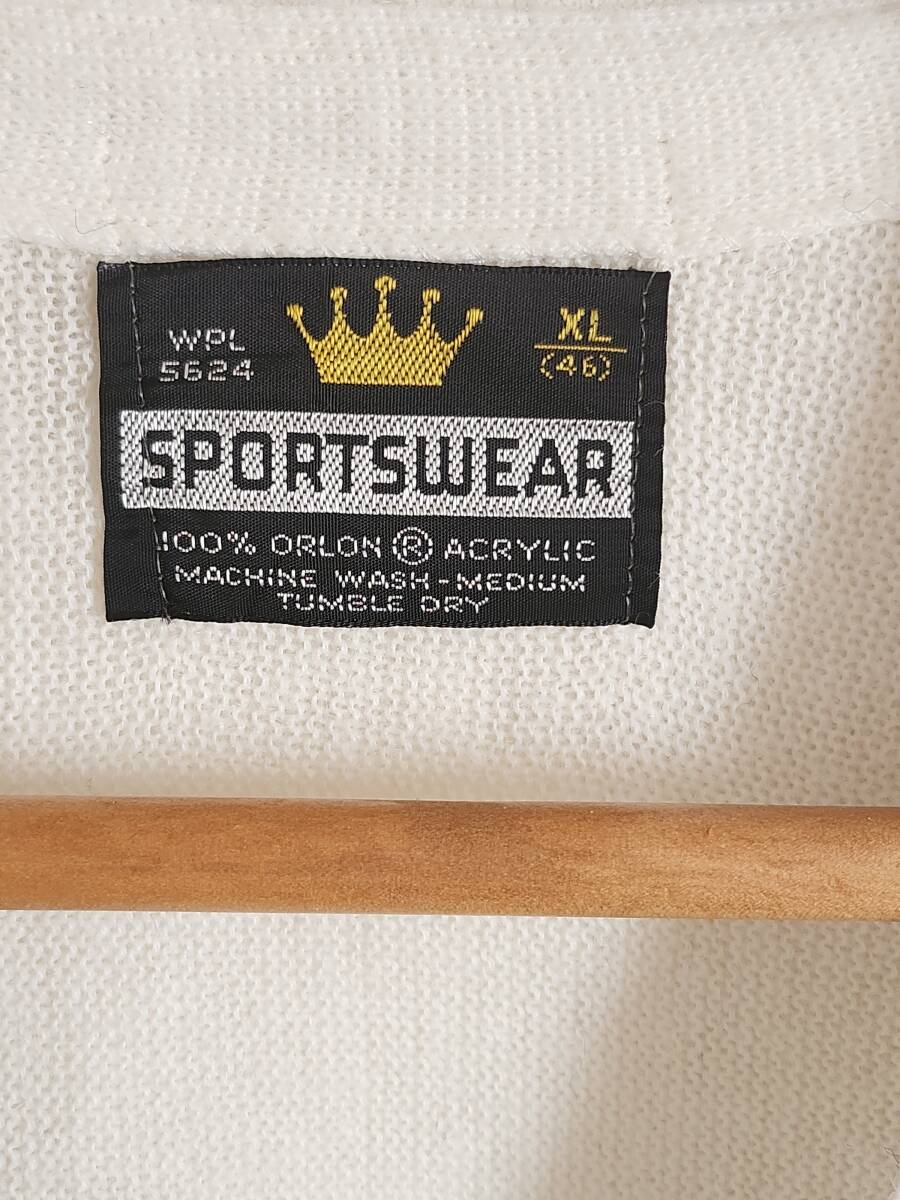 WPL
5624
XL
(46)
SPORTSWEAR
100% ORLON ® ACRYLIC
MACHINE WASH-MEDIUM
TUMBLE DRY